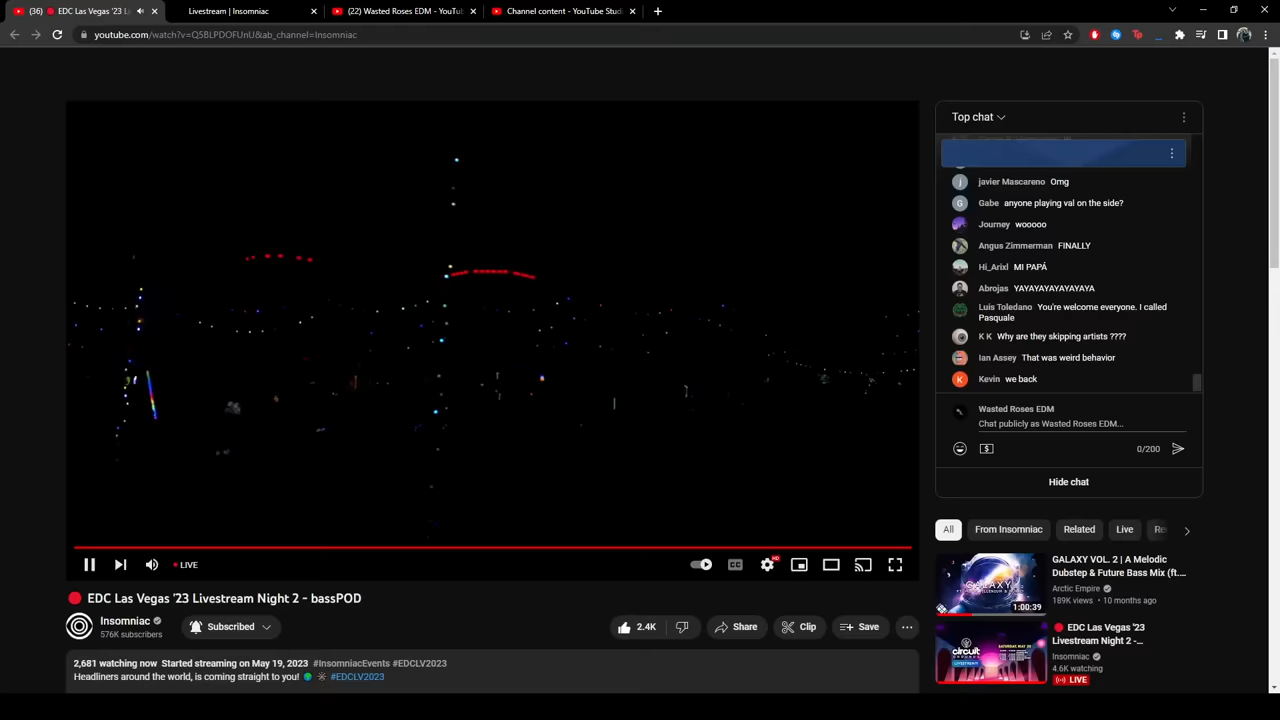 (36) 🔴 EDC Las Vegas '23 Li
Livestream | Insomniac
(22) Wasted Roses EDM - YouTu
Channel content - YouTube Stud
youtube.com/watch?v=Q5BLPDOFUnU&ab_channel=Insomniac
Top chat
javier Mascareno Omg
Gabe anyone playing val on the side?
Journey wooooo
Angus Zimmerman FINALLY
Hi_Arixl MI PAPÁ
Abrojas YAYAYAYAYAYAYAYA
Luis Toledano You're welcome everyone. I called
Pasquale
K K Why are they skipping artists ????
Ian Assey That was weird behavior
Kevin we back
Wasted Roses EDM
Chat publicly as Wasted Roses EDM...
0/200
Hide chat
LIVE
CC
HD
🔴 EDC Las Vegas '23 Livestream Night 2 - bassPOD
Insomniac
576K subscribers
Subscribed
2.4K
Share
Clip
Save
2,681 watching now Started streaming on May 19, 2023 #InsomniacEvents #EDCLV2023
Headliners around the world, is coming straight to you! #EDCLV2023
All
From Insomniac
Related
Live
Re
GALAXY VOL. 2 | A Melodic
Dubstep & Future Bass Mix (ft....
Arctic Empire
189K views • 10 months ago
1:00:39
GALAXY
🔴 EDC Las Vegas '23
Livestream Night 2 -...
Insomniac
4.6K watching
LIVE
circuit